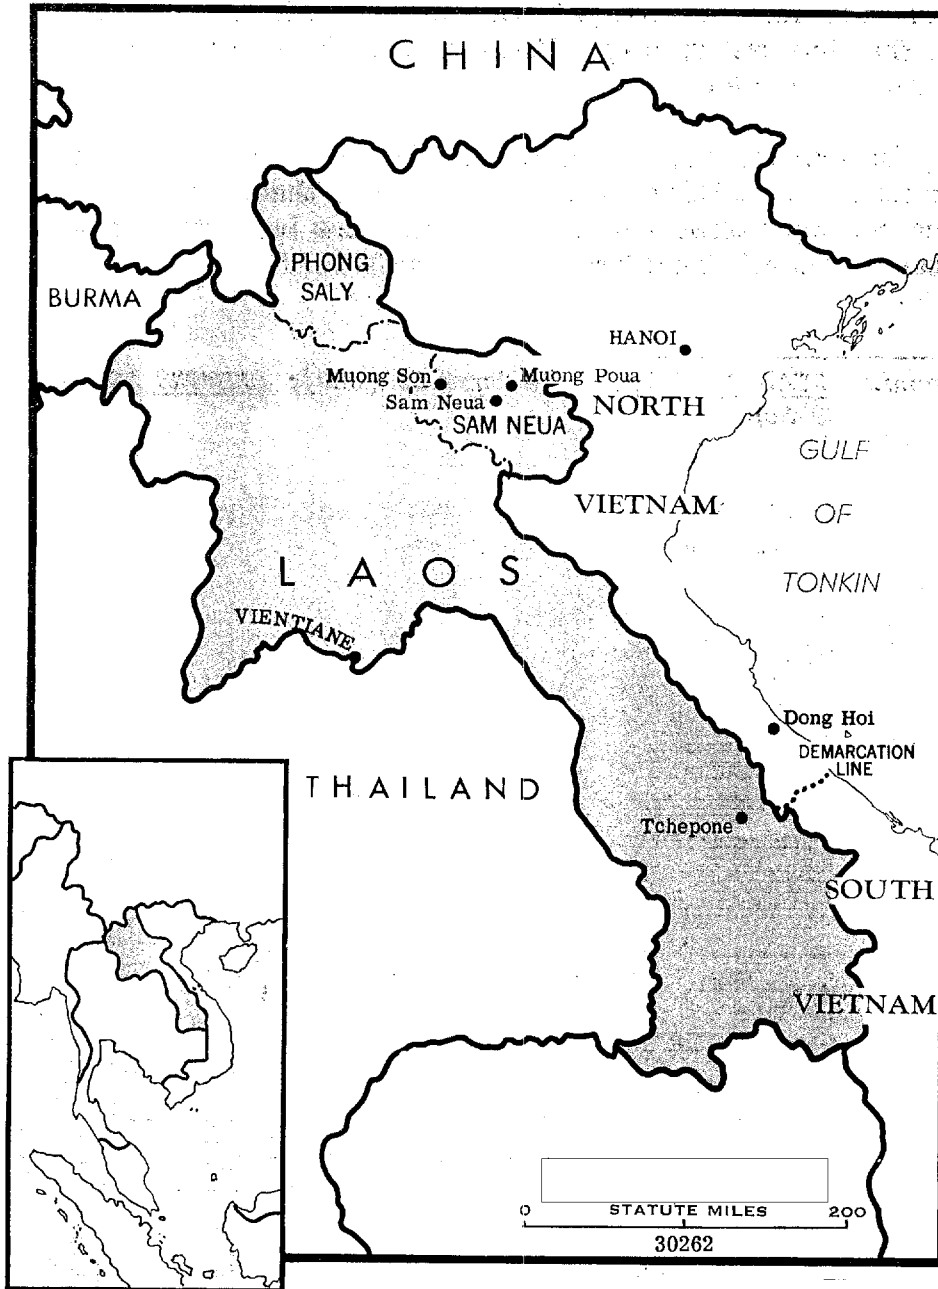 CHINA
PHONG
SALY
BURMA
HANOI
Muong Son
Muong Poua
Sam Neua
NORTH
SAM NEUA
GULF
VIETNAM
OF
LAOS
TONKIN
VIENTIANE
Dong Hoi
DEMARCATION
LINE
THAILAND
Tchepone
SOUTH
VIETNAM
0 STATUTE MILES 200
30262